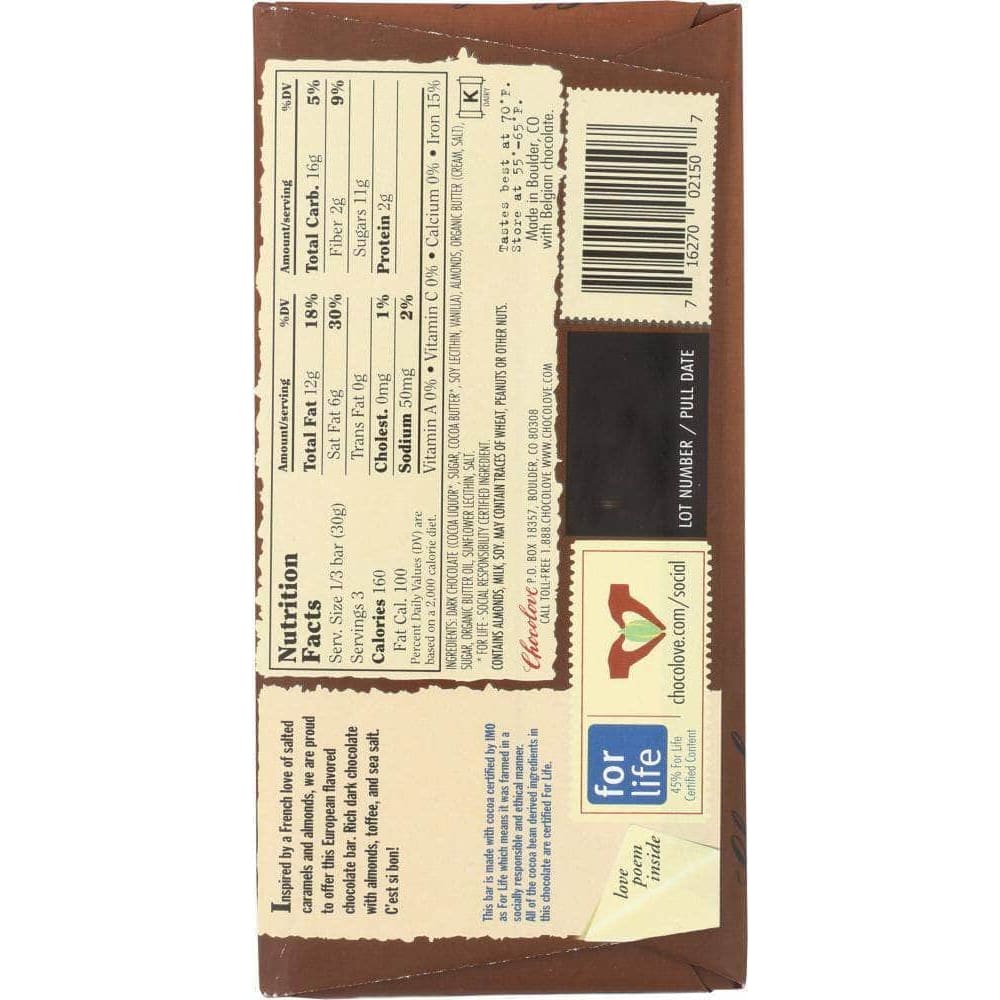 Inspired by a French love of salted
caramels and almonds, we are proud
to offer this European flavored
chocolate bar. Rich dark chocolate
with almonds, toffee, and sea salt.
C'est si bon!
This bar is made with cocoa certified by IMO
as For Life which means it was farmed in a
socially responsible and ethical manner.
All of the cocoa bean derived ingredients in
this chocolate are certified For Life.
love
poem
inside
Nutrition
Facts
Serv. Size 1/3 bar (30g)
Servings 3
Calories 160
Fat Cal. 100
Percent Daily Values (DV) are
based on a 2,000 calorie diet.
Amount/serving %DV
Total Fat 12g 18%
Sat Fat 6g 30%
Trans Fat 0g
Cholest. 0mg 1%
Sodium 50mg 2%
Amount/serving %DV
Total Carb. 16g 5%
Fiber 2g 9%
Sugars 11g
Protein 2g
Vitamin A 0% • Vitamin C 0% • Calcium 0% • Iron 15%
INGREDIENTS: DARK CHOCOLATE (COCOA LIQUOR*, SUGAR, COCOA BUTTER*, SOY LECITHIN, VANILLA), ALMONDS, ORGANIC BUTTER (CREAM, SALT),
SUGAR, ORGANIC BUTTER OIL, SUNFLOWER LECITHIN, SALT.
* FOR LIFE - SOCIAL RESPONSIBILITY CERTIFIED INGREDIENT.
CONTAINS ALMONDS, MILK, SOY. MAY CONTAIN TRACES OF WHEAT, PEANUTS OR OTHER NUTS.
K
DAIRY
Tastes best at 70°F.
Store at 55°-65°F.
Made in Boulder, CO
with Belgian chocolate.
Chocolove P.O. BOX 18357, BOULDER, CO 80308
CALL TOLL-FREE 1.888.CHOCOLOVE WWW.CHOCOLOVE.COM
for
life
45% For Life
Certified Content
chocolove.com/social
LOT NUMBER / PULL DATE
7 16270 02150 7